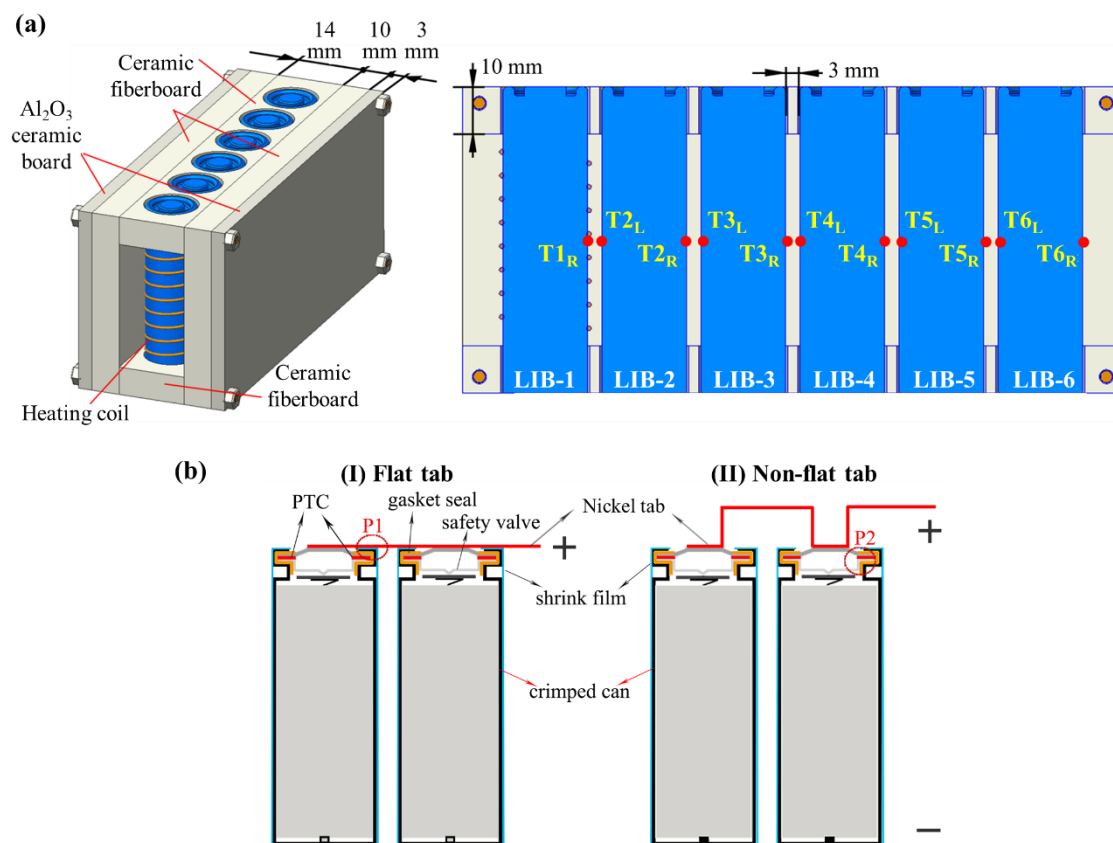 (a)
14
mm
10
mm
3
mm
Ceramic
fiberboard
Al₂O₃
ceramic
board
Heating coil
Ceramic
fiberboard
10 mm
3 mm
T1R
T2L
T2R
T3L
T3R
T4L
T4R
T5L
T5R
T6L
T6R
LIB-1
LIB-2
LIB-3
LIB-4
LIB-5
LIB-6
(b)
(I) Flat tab
(II) Non-flat tab
PTC
P1
gasket seal
safety valve
Nickel tab
+
shrink film
crimped can
P2
+
−